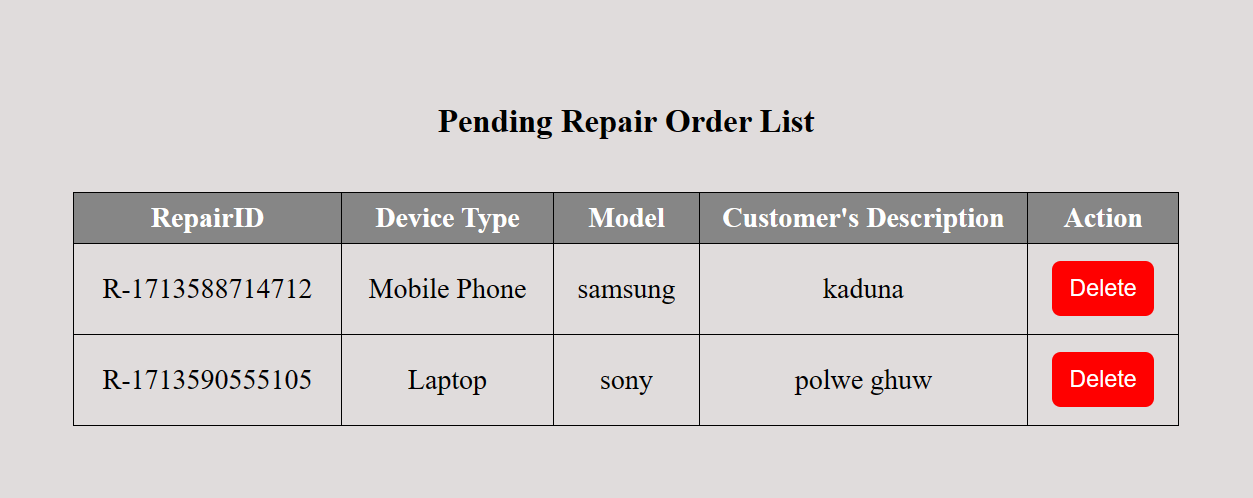 Pending Repair Order List
RepairID Device Type Model Customer's Description Action
R-1713588714712 Mobile Phone samsung kaduna Delete
R-1713590555105 Laptop sony polwe ghuw Delete